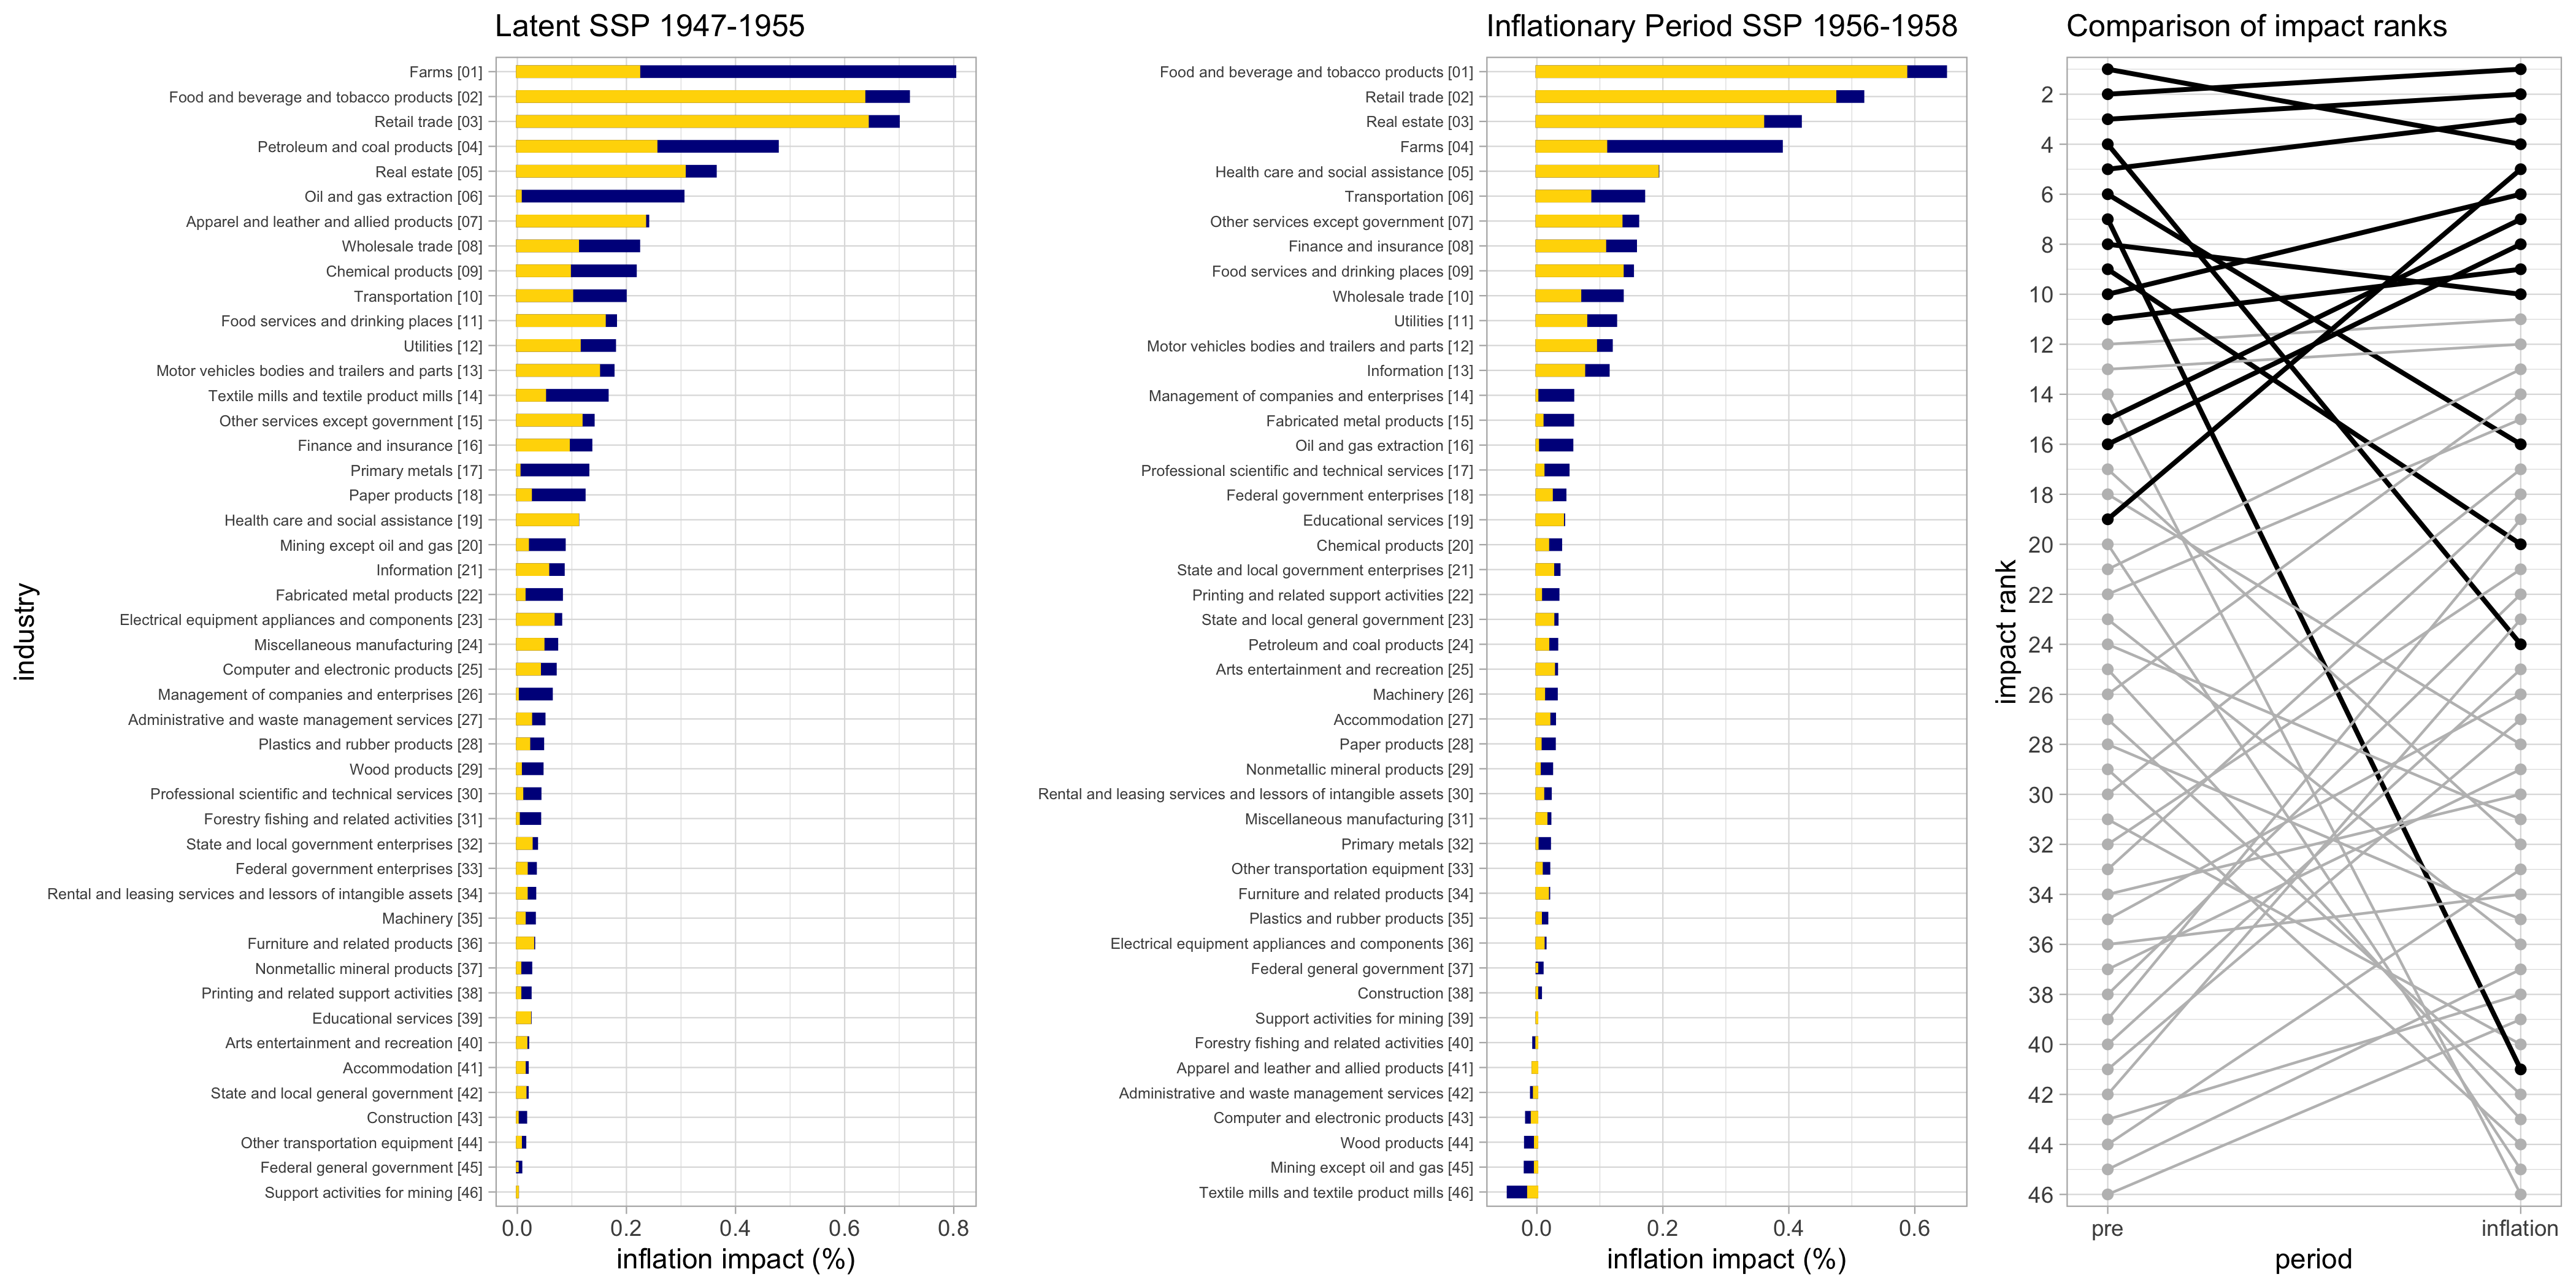 Latent SSP 1947-1955
industry
Farms [01]
Food and beverage and tobacco products [02]
Retail trade [03]
Petroleum and coal products [04]
Real estate [05]
Oil and gas extraction [06]
Apparel and leather and allied products [07]
Wholesale trade [08]
Chemical products [09]
Transportation [10]
Food services and drinking places [11]
Utilities [12]
Motor vehicles bodies and trailers and parts [13]
Textile mills and textile product mills [14]
Other services except government [15]
Finance and insurance [16]
Primary metals [17]
Paper products [18]
Health care and social assistance [19]
Mining except oil and gas [20]
Information [21]
Fabricated metal products [22]
Electrical equipment appliances and components [23]
Miscellaneous manufacturing [24]
Computer and electronic products [25]
Management of companies and enterprises [26]
Administrative and waste management services [27]
Plastics and rubber products [28]
Wood products [29]
Professional scientific and technical services [30]
Forestry fishing and related activities [31]
State and local government enterprises [32]
Federal government enterprises [33]
Rental and leasing services and lessors of intangible assets [34]
Machinery [35]
Furniture and related products [36]
Nonmetallic mineral products [37]
Printing and related support activities [38]
Educational services [39]
Arts entertainment and recreation [40]
Accommodation [41]
State and local general government [42]
Construction [43]
Other transportation equipment [44]
Federal general government [45]
Support activities for mining [46]
0.0 0.2 0.4 0.6 0.8
inflation impact (%)
Inflationary Period SSP 1956-1958
Food and beverage and tobacco products [01]
Retail trade [02]
Real estate [03]
Farms [04]
Health care and social assistance [05]
Transportation [06]
Other services except government [07]
Finance and insurance [08]
Food services and drinking places [09]
Wholesale trade [10]
Utilities [11]
Motor vehicles bodies and trailers and parts [12]
Information [13]
Management of companies and enterprises [14]
Fabricated metal products [15]
Oil and gas extraction [16]
Professional scientific and technical services [17]
Federal government enterprises [18]
Educational services [19]
Chemical products [20]
State and local government enterprises [21]
Printing and related support activities [22]
State and local general government [23]
Petroleum and coal products [24]
Arts entertainment and recreation [25]
Machinery [26]
Accommodation [27]
Paper products [28]
Nonmetallic mineral products [29]
Rental and leasing services and lessors of intangible assets [30]
Miscellaneous manufacturing [31]
Primary metals [32]
Other transportation equipment [33]
Furniture and related products [34]
Plastics and rubber products [35]
Electrical equipment appliances and components [36]
Federal general government [37]
Construction [38]
Support activities for mining [39]
Forestry fishing and related activities [40]
Apparel and leather and allied products [41]
Administrative and waste management services [42]
Computer and electronic products [43]
Wood products [44]
Mining except oil and gas [45]
Textile mills and textile product mills [46]
0.0 0.2 0.4 0.6
inflation impact (%)
Comparison of impact ranks
impact rank
2
4
6
8
10
12
14
16
18
20
22
24
26
28
30
32
34
36
38
40
42
44
46
pre inflation
period